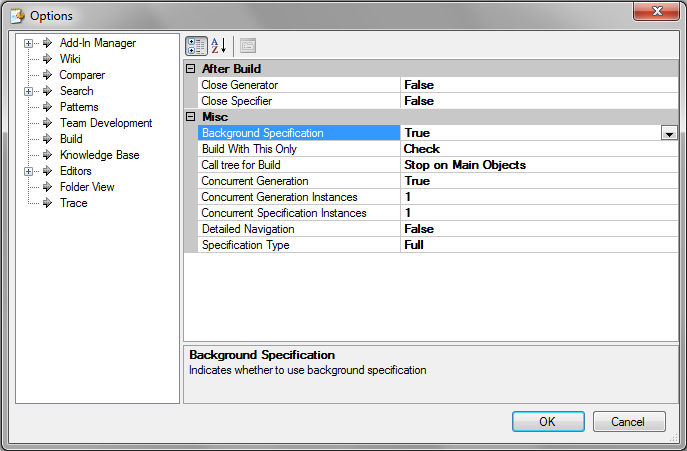 Options
Add-In Manager
Wiki
Comparer
Search
Patterns
Team Development
Build
Knowledge Base
Editors
Folder View
Trace
A
Z
After Build
Close Generator False
Close Specifier False
Misc
Background Specification True
Build With This Only Check
Call tree for Build Stop on Main Objects
Concurrent Generation True
Concurrent Generation Instances 1
Concurrent Specification Instances 1
Detailed Navigation False
Specification Type Full
Background Specification
Indicates whether to use background specification
OK Cancel